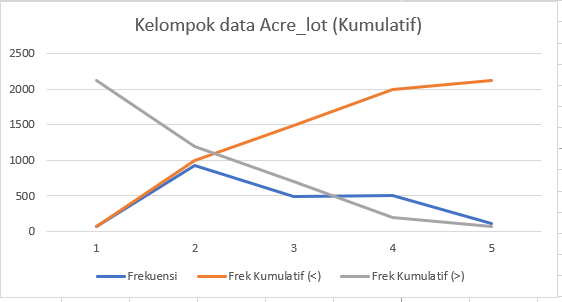 Kelompok data Acre_lot (Kumulatif)
2500
2000
1500
1000
500
0
1 2 3 4 5
Frekuensi Frek Kumulatif (<) Frek Kumulatif (>)